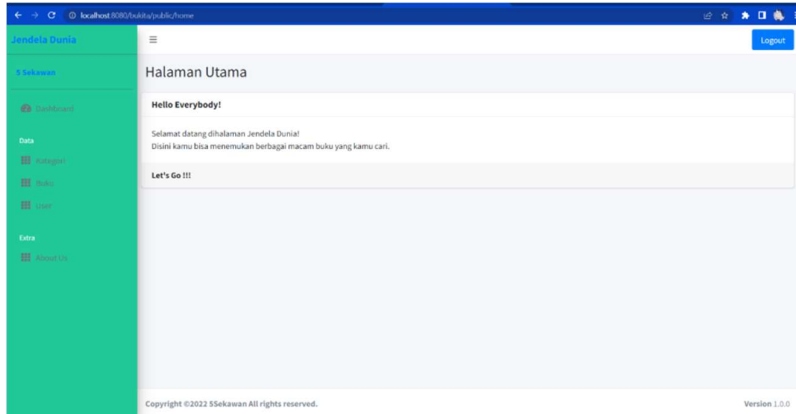 localhost:8080/bukita/public/home
Jendela Dunia
Logout
5 Sekawan
Halaman Utama
Dashboard
Hello Everybody!
Data
Selamat datang dihalaman Jendela Dunia!
Disini kamu bisa menemukan berbagai macam buku yang kamu cari.
Kategori
Let's Go !!!
Buku
User
Extra
About Us
Copyright ©2022 5Sekawan All rights reserved.
Version 1.0.0